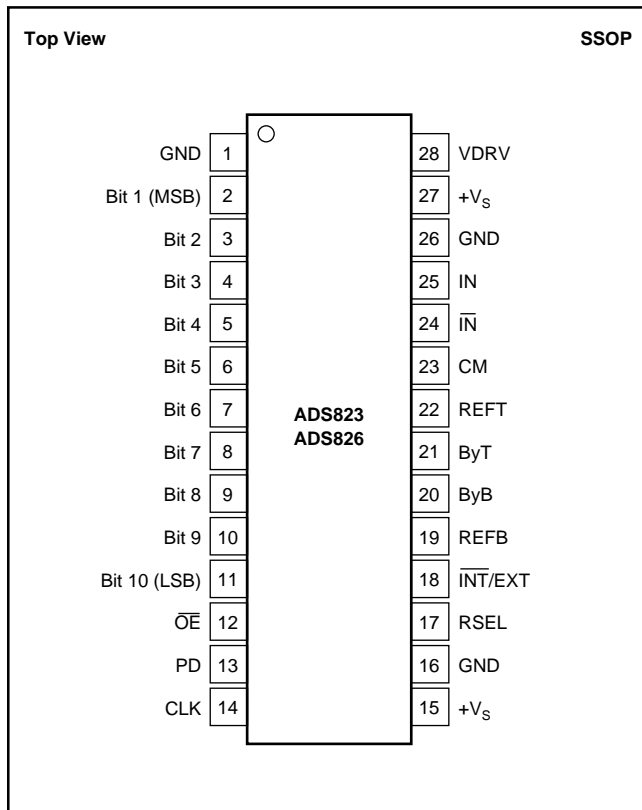 Top View SSOP
GND 1 28 VDRV
Bit 1 (MSB) 2 27 +VS
Bit 2 3 26 GND
Bit 3 4 25 IN
Bit 4 5 24 I̅N̅
Bit 5 6 23 CM
Bit 6 7 22 REFT
ADS823
ADS826
Bit 7 8 21 ByT
Bit 8 9 20 ByB
Bit 9 10 19 REFB
Bit 10 (LSB) 11 18 I̅N̅T̅/EXT
O̅E̅ 12 17 RSEL
PD 13 16 GND
CLK 14 15 +VS